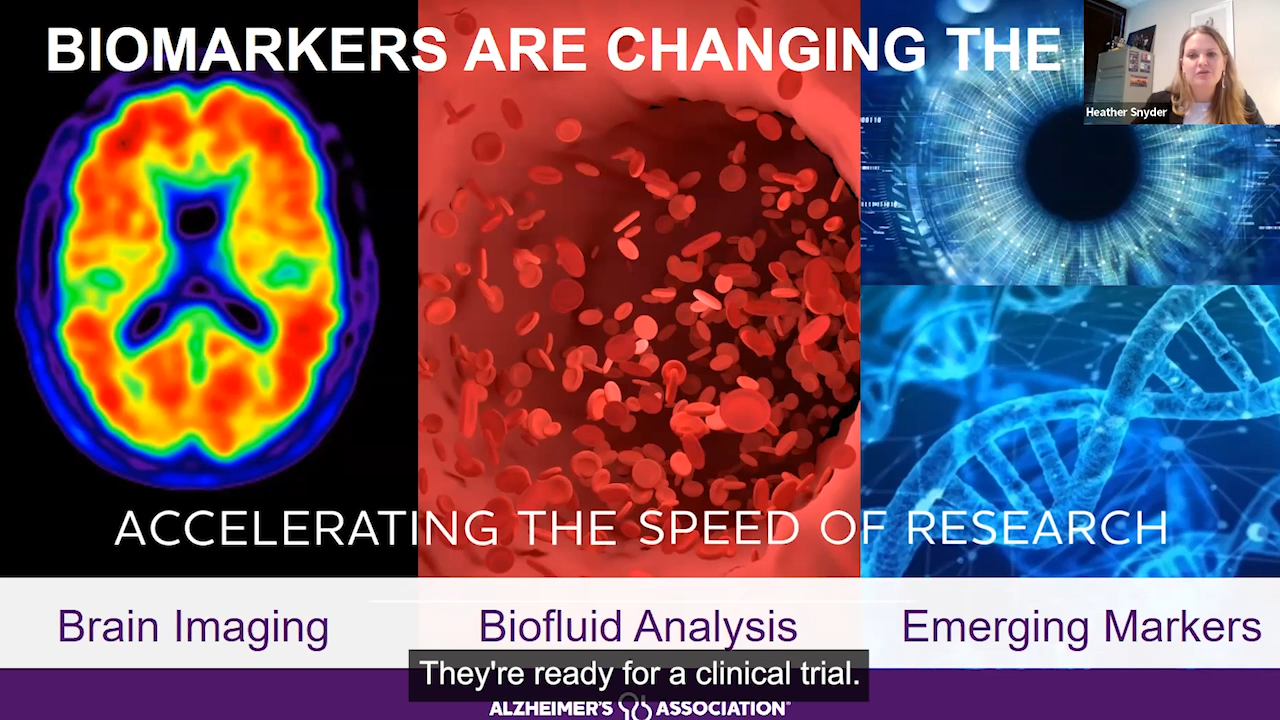 BIOMARKERS ARE CHANGING THE
Heather Snyder
ACCELERATING THE SPEED OF RESEARCH
Brain Imaging
Biofluid Analysis
Emerging Markers
They're ready for a clinical trial.
ALZHEIMER'S ASSOCIATION